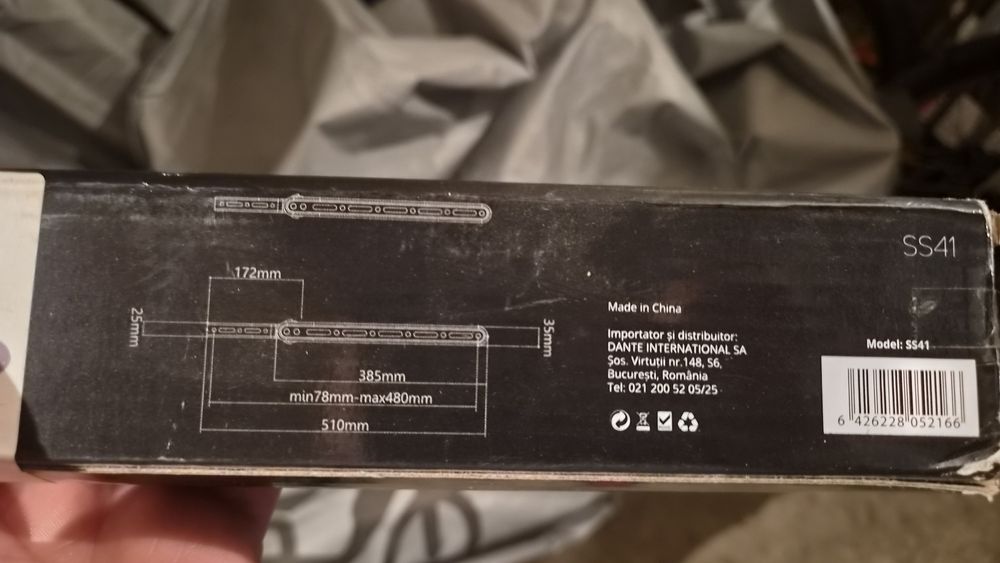 SS41
172mm
25mm
35mm
385mm
min78mm-max480mm
510mm
Made in China
Importator și distribuitor:
DANTE INTERNATIONAL SA
Șos. Virtuții nr.148, S6,
București, România
Tel: 021 200 52 05/25
Model: SS41
6 426228 052166